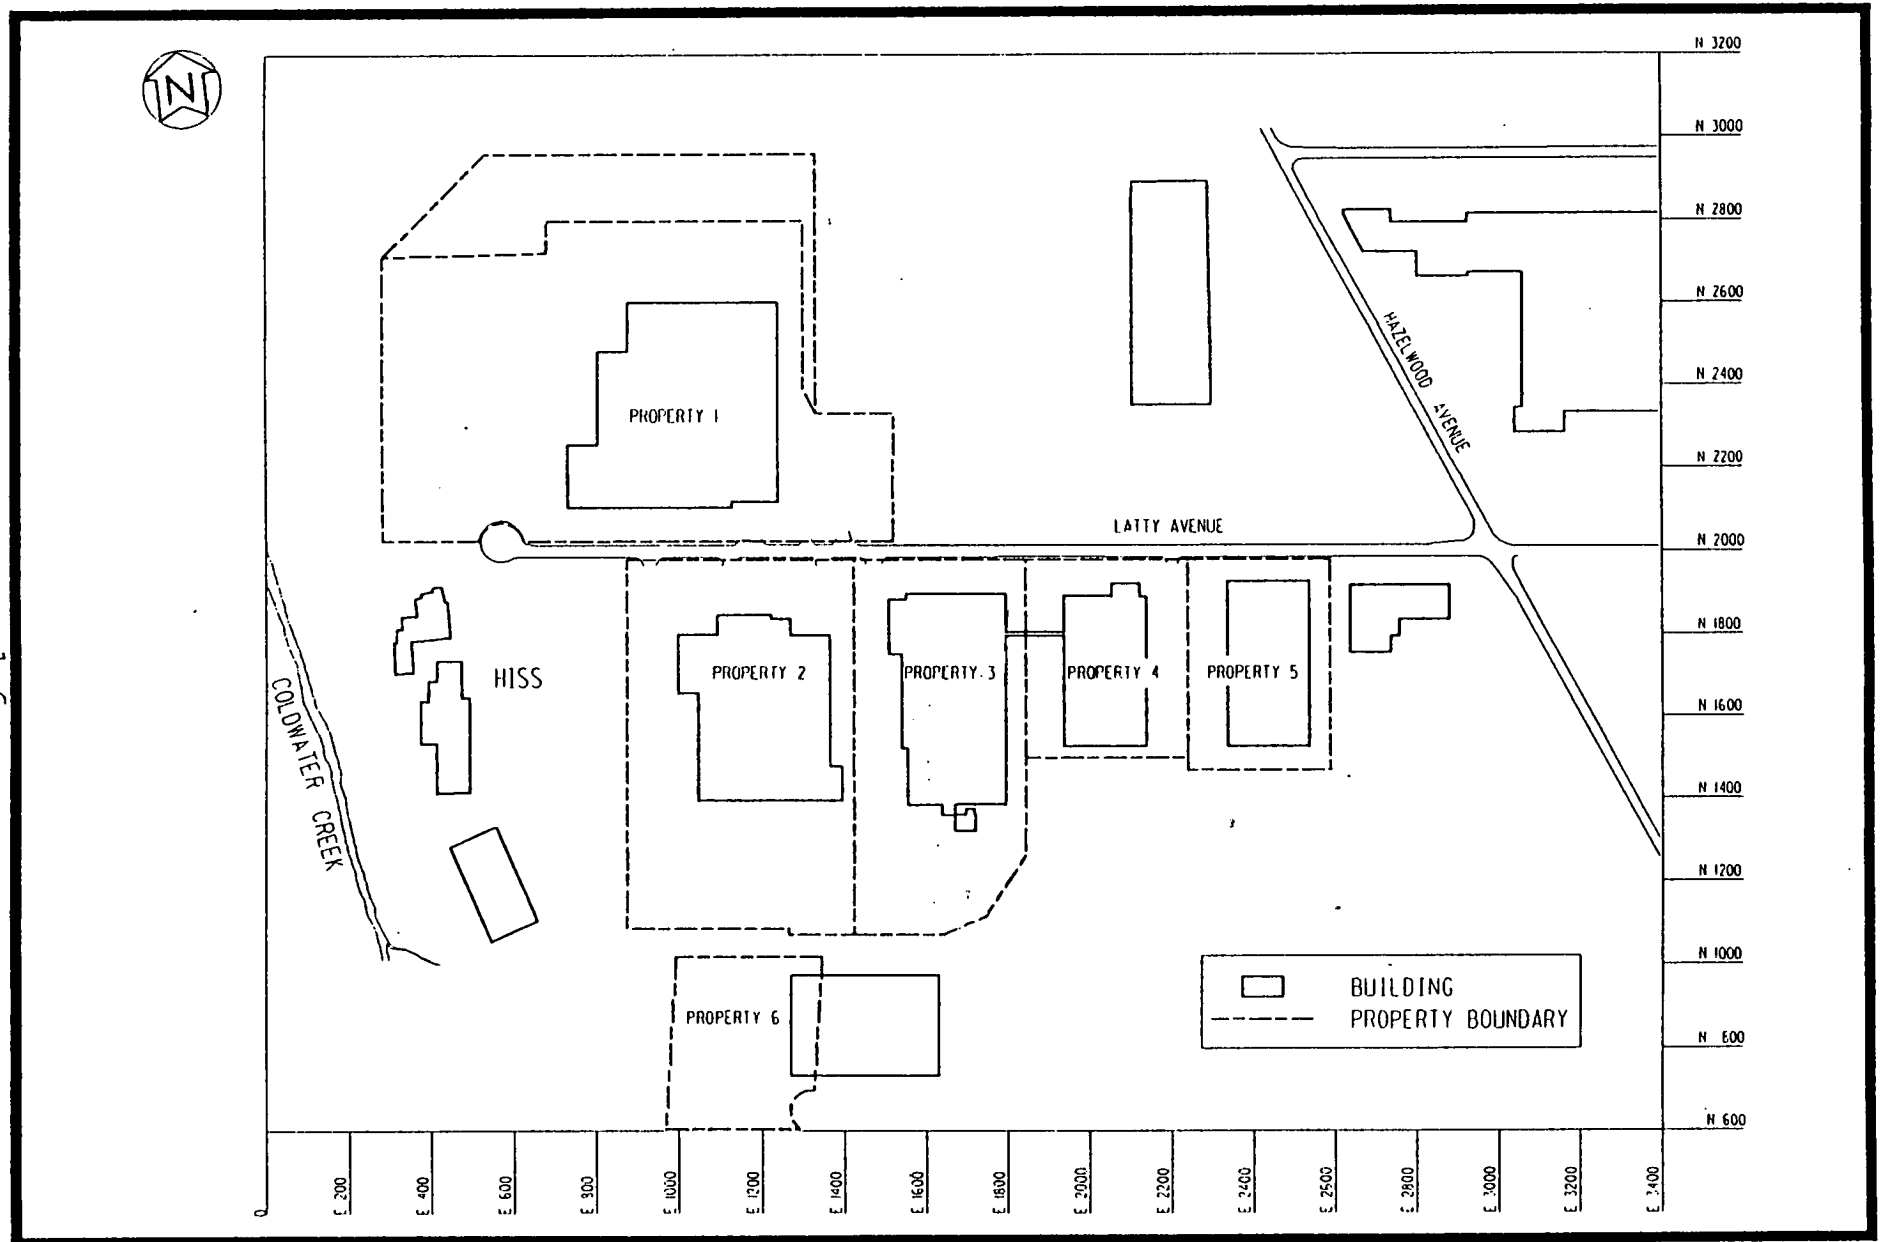 N
N 3200
N 3000
N 2800
N 2600
HAZELWOOD AVENUE
N 2400
PROPERTY 1
N 2200
LATTY AVENUE
N 2000
N 1800
HISS
PROPERTY 2
PROPERTY 3
PROPERTY 4
PROPERTY 5
N 1600
COLDWATER CREEK
N 1400
N 1200
N 1000
BUILDING
PROPERTY 6
PROPERTY BOUNDARY
N 800
N 600
0
E 200
E 400
E 600
E 800
E 1000
E 1200
E 1400
E 1600
E 1800
E 2000
E 2200
E 2400
E 2600
E 2800
E 3000
E 3200
E 3400